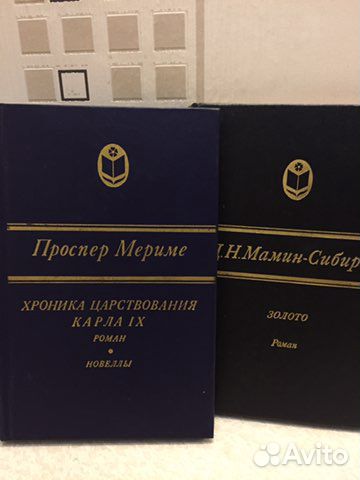 Проспер Мериме
ХРОНИКА ЦАРСТВОВАНИЯ
КАРЛА IX
РОМАН
НОВЕЛЛЫ
Д.Н.Мамин-Сибир
ЗОЛОТО
Роман
Avito